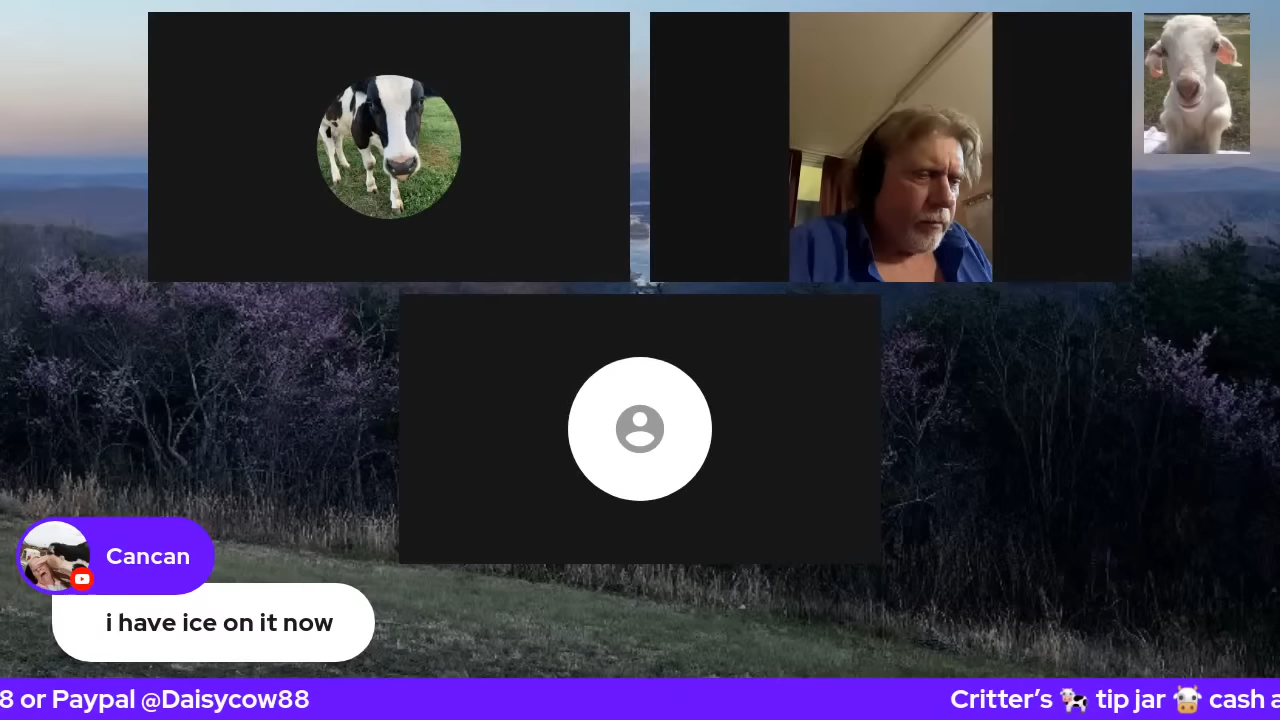 Cancan
i have ice on it now
8 or Paypal @Daisycow88 Critter's 🐄 tip jar 🐮 cash a